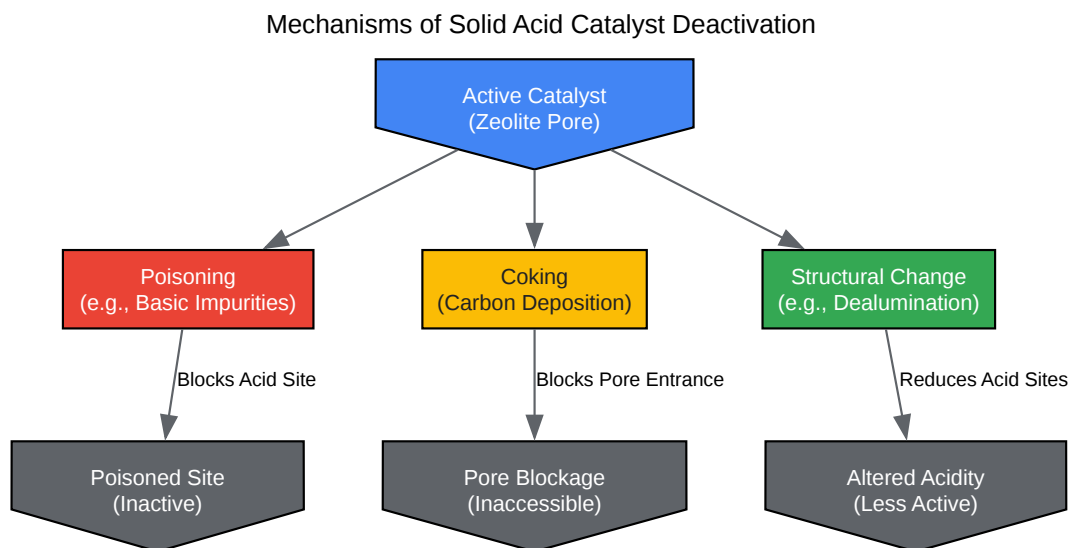 Mechanisms of Solid Acid Catalyst Deactivation
Active Catalyst
(Zeolite Pore)
Poisoning
(e.g., Basic Impurities)
Coking
(Carbon Deposition)
Structural Change
(e.g., Dealumination)
Blocks Acid Site
Blocks Pore Entrance
Reduces Acid Sites
Poisoned Site
(Inactive)
Pore Blockage
(Inaccessible)
Altered Acidity
(Less Active)